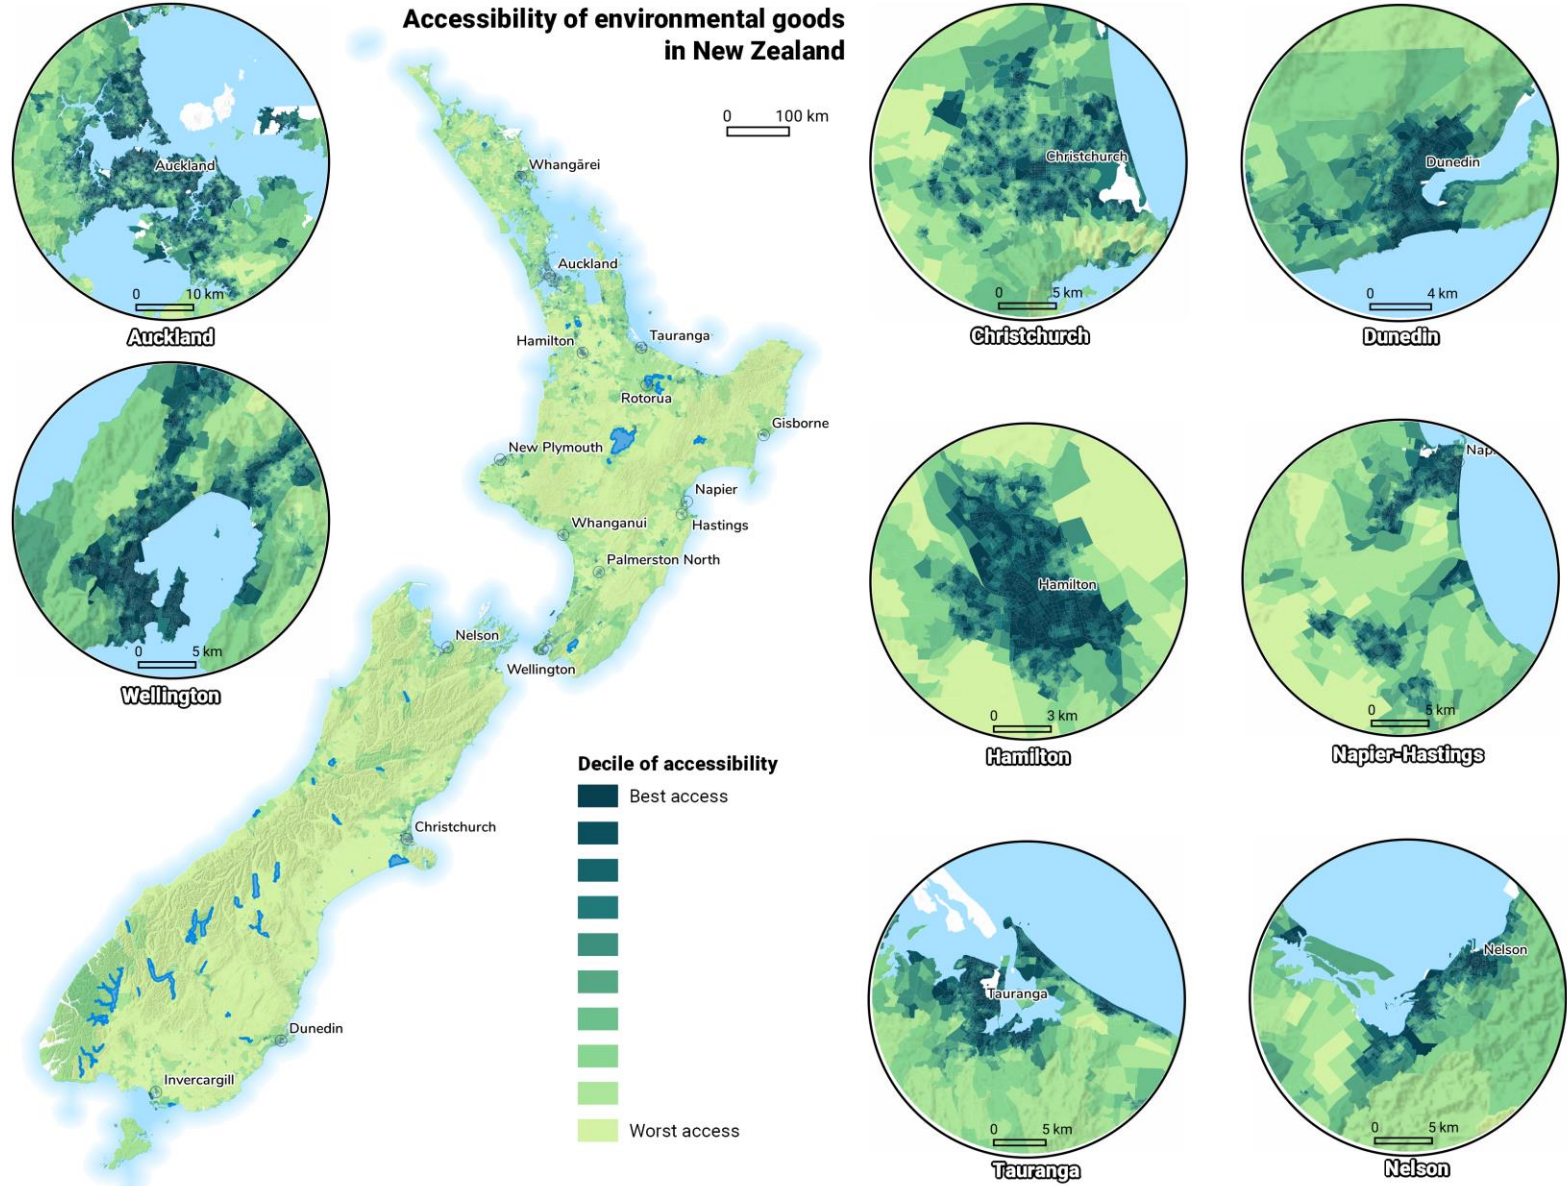 Accessibility of environmental goods
in New Zealand
0 100 km
Whangārei
Auckland
Hamilton
Tauranga
Rotorua
Gisborne
New Plymouth
Napier
Hastings
Whanganui
Palmerston North
Nelson
Wellington
Christchurch
Dunedin
Invercargill
Decile of accessibility
Best access
Worst access
Auckland
0 10 km
Auckland
0 5 km
Wellington
Christchurch
0 5 km
Christchurch
Dunedin
0 4 km
Dunedin
Hamilton
0 3 km
Hamilton
Nap
0 5 km
Napier-Hastings
Tauranga
0 5 km
Tauranga
Nelson
0 5 km
Nelson